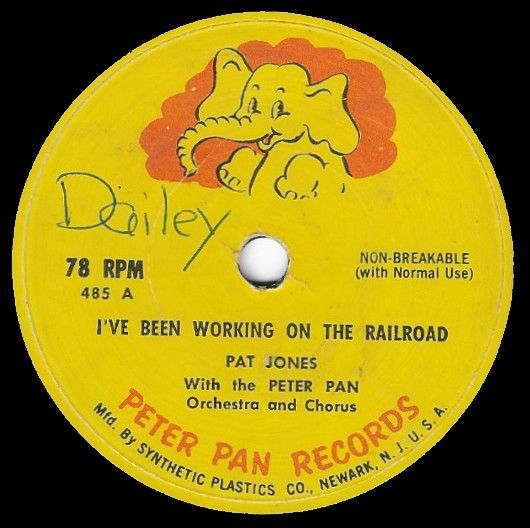 Dailey
78 RPM
485 A
NON-BREAKABLE
(with Normal Use)
I'VE BEEN WORKING ON THE RAILROAD
PAT JONES
With the PETER PAN
Orchestra and Chorus
PETER PAN RECORDS
Mfd. By SYNTHETIC PLASTICS CO., NEWARK, N. J. U. S. A.